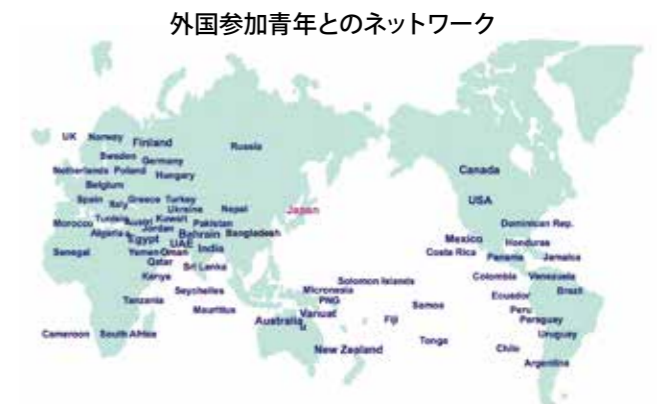 外国参加青年とのネットワーク
UK Norway Finland
Russia
Sweden Germany
Netherlands Poland Hungary
Belgium
Canada
Spain Italy Greece Turkey
Ukraine Nepal
Japan
USA
Morocco Tunisia Austri Kuwait Pakistan
Jordan
Algeria Egypt Bahrain Bangladesh
Dominican Rep.
UAE India
Mexico Honduras
Senegal Yemen Oman
Costa Rica Panama Jamaica
Qatar Sri Lanka
Kenya
Colombia Venezuela
Solomon Islands
Seychelles Micronesia
Brazil
Tanzania
PNG
Ecuador
Mauritius
Samoa
Peru
Australia Vanuat
u
Fiji
Paraguay
Cameroon South Africa
Uruguay
Tonga
New Zealand
Chile
Argentina